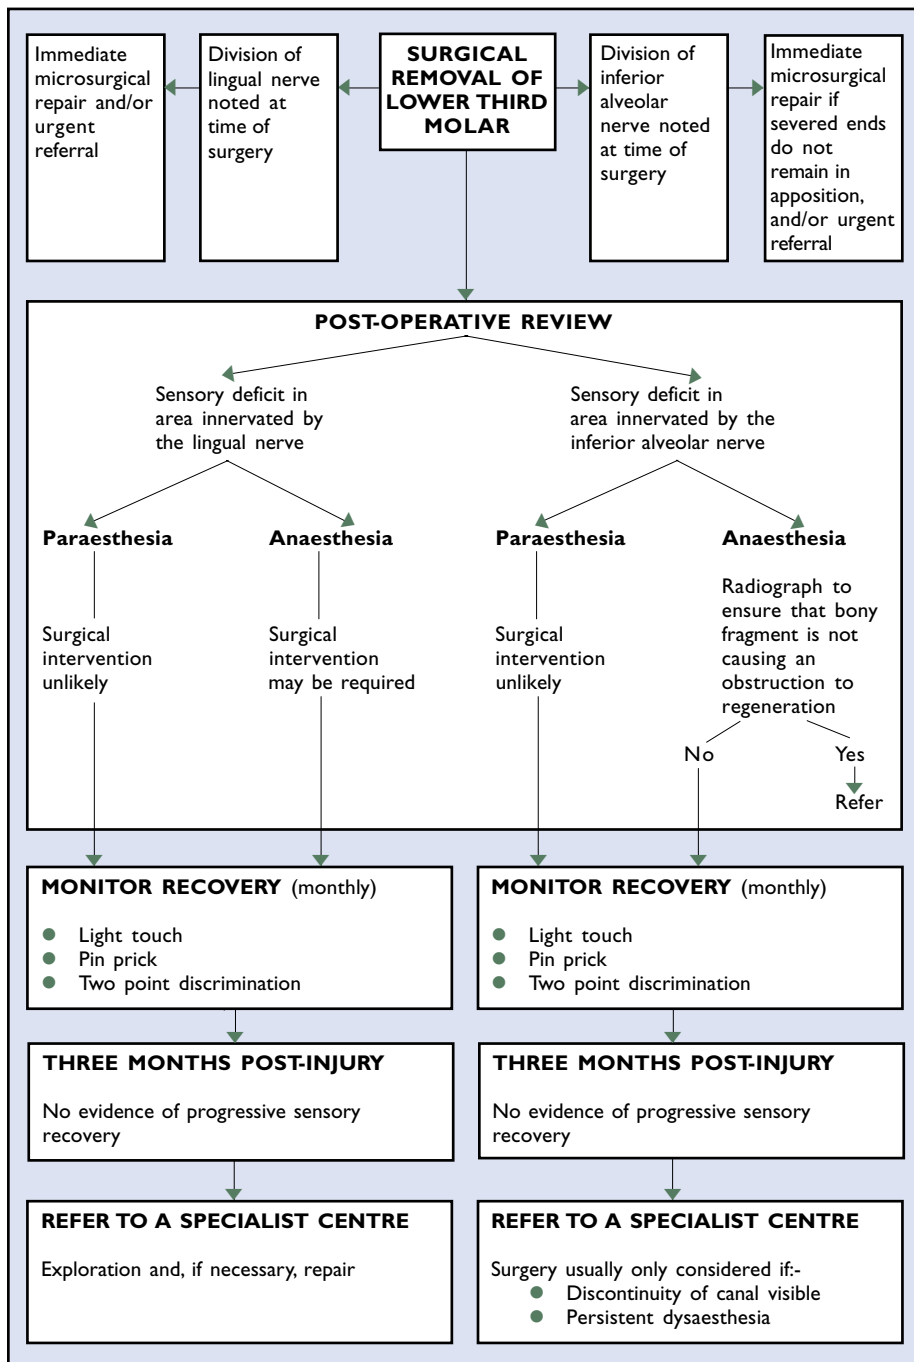 Immediate
microsurgical
repair and/or
urgent
referral
Division of
lingual nerve
noted at
time of
surgery
SURGICAL
REMOVAL OF
LOWER THIRD
MOLAR
Division of
inferior
alveolar
nerve noted
at time of
surgery
Immediate
microsurgical
repair if
severed ends
do not
remain in
apposition,
and/or urgent
referral
POST-OPERATIVE REVIEW
Sensory deficit in
area innervated by
the lingual nerve
Sensory deficit in
area innervated by the
inferior alveolar nerve
Paraesthesia
Anaesthesia
Paraesthesia
Anaesthesia
Surgical
intervention
unlikely
Surgical
intervention
may be required
Surgical
intervention
unlikely
Radiograph to
ensure that bony
fragment is not
causing an
obstruction to
regeneration
No
Yes
Refer
MONITOR RECOVERY (monthly)
● Light touch
● Pin prick
● Two point discrimination
MONITOR RECOVERY (monthly)
● Light touch
● Pin prick
● Two point discrimination
THREE MONTHS POST-INJURY
No evidence of progressive sensory
recovery
THREE MONTHS POST-INJURY
No evidence of progressive sensory
recovery
REFER TO A SPECIALIST CENTRE
Exploration and, if necessary, repair
REFER TO A SPECIALIST CENTRE
Surgery usually only considered if:-
● Discontinuity of canal visible
● Persistent dysaesthesia